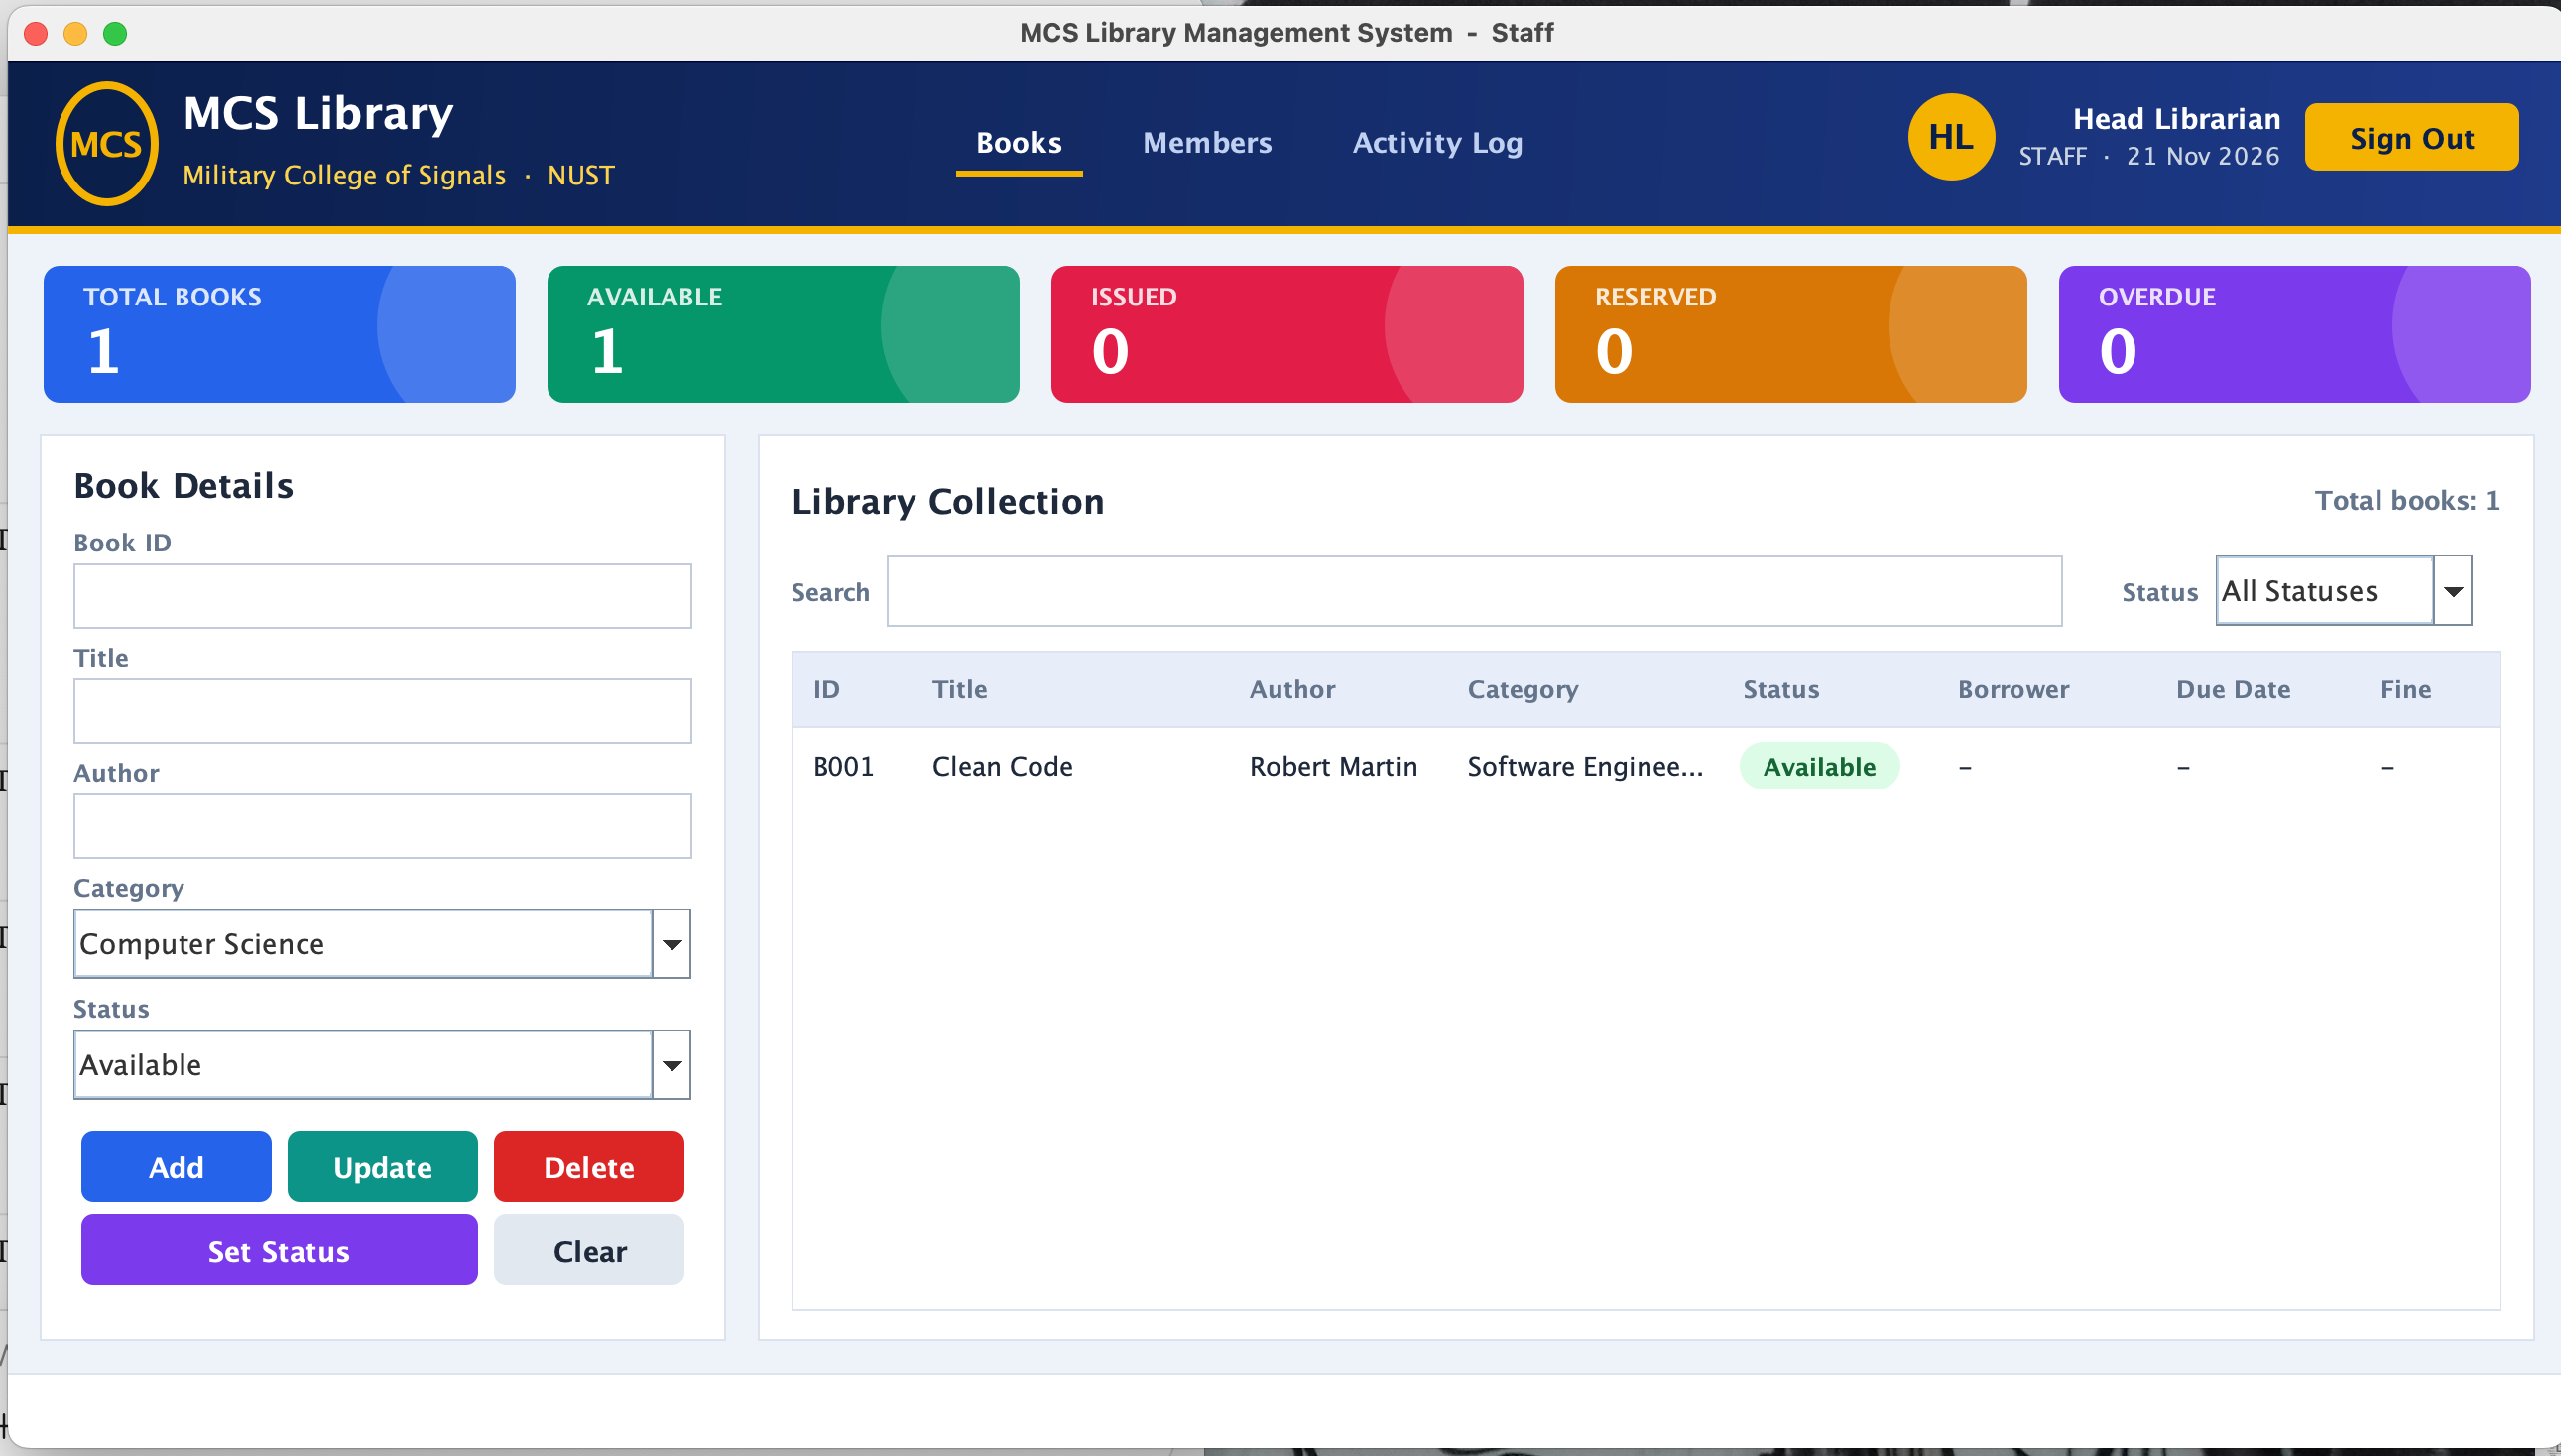 MCS Library Management System - Staff
MCS
MCS Library
Military College of Signals · NUST
Books
Members
Activity Log
HL
Head Librarian
STAFF · 21 Nov 2026
Sign Out
TOTAL BOOKS
1
AVAILABLE
1
ISSUED
0
RESERVED
0
OVERDUE
0
Book Details
Book ID
Title
Author
Category
Computer Science
Status
Available
Add
Update
Delete
Set Status
Clear
Library Collection
Total books: 1
Search
Status
All Statuses
ID Title Author Category Status Borrower Due Date Fine
B001 Clean Code Robert Martin Software Enginee... Available – – –